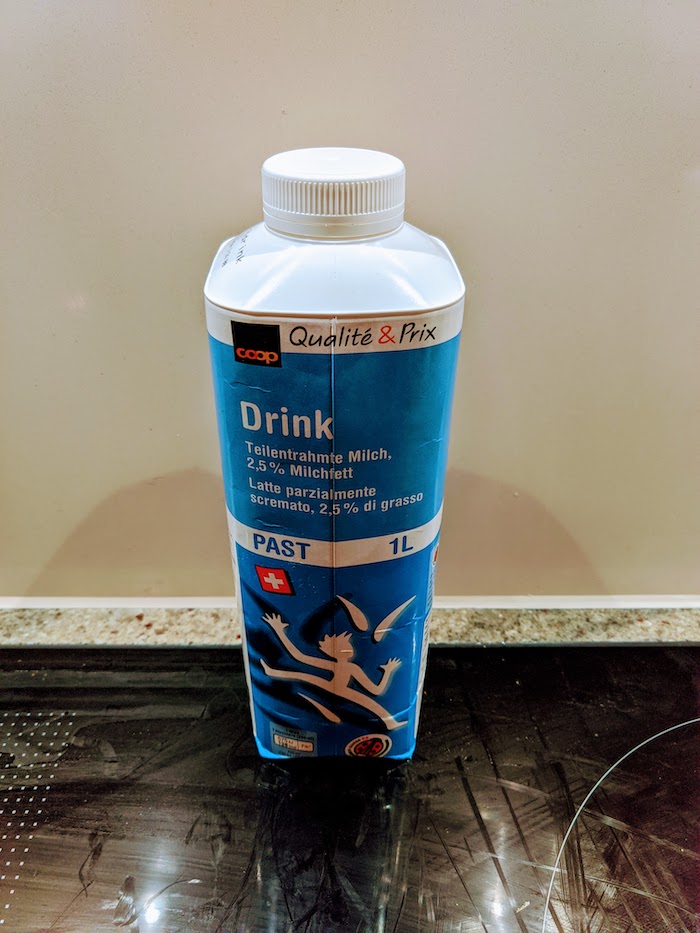 coop
Qualité & Prix
Drink
Teilentrahmte Milch,
2,5% Milchfett
Latte parzialmente
scremato, 2,5% di grasso
PAST 1L